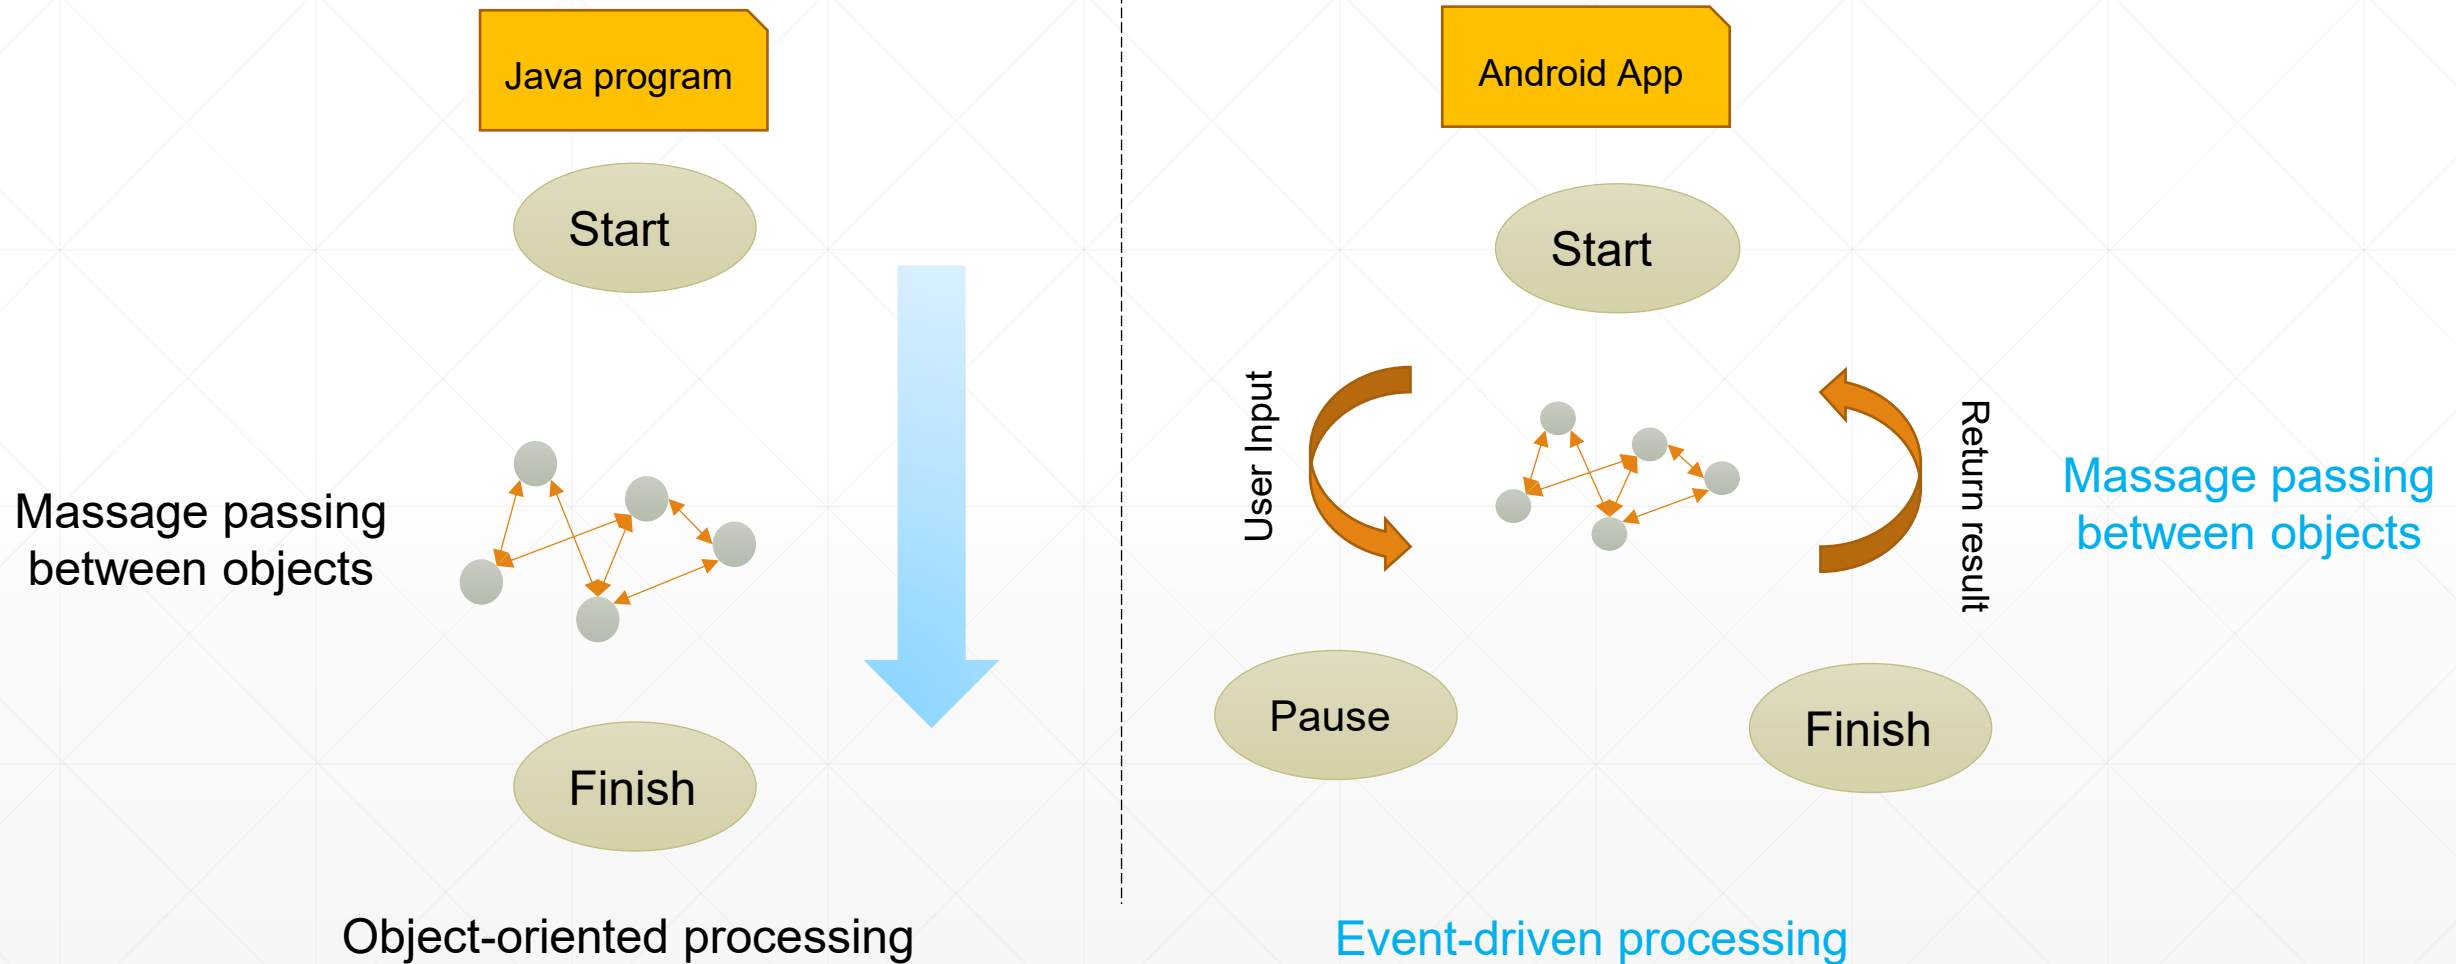 Java program
Start
Massage passing
between objects
Finish
Object-oriented processing
Android App
Start
User Input
Return result
Massage passing
between objects
Pause
Finish
Event-driven processing